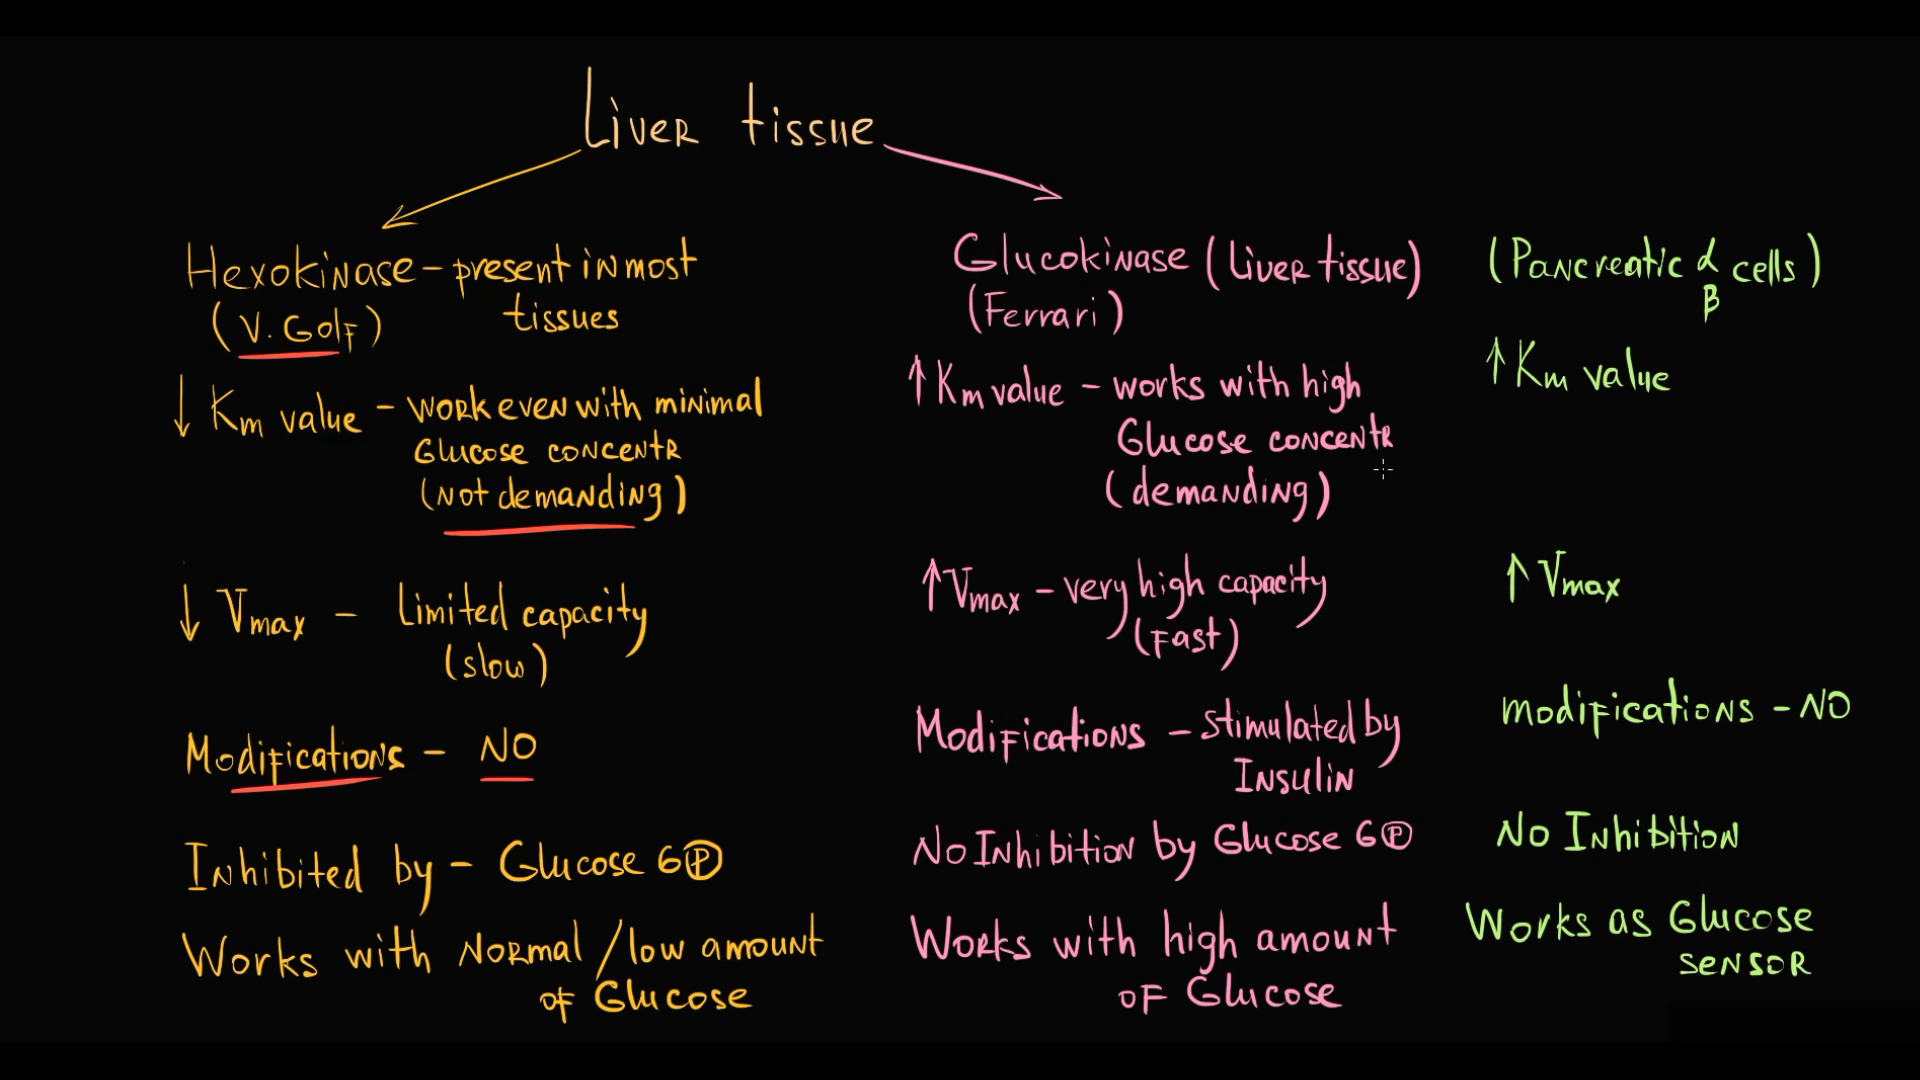 Liver tissue
Hexokinase – present in most
tissues
(V. Golf)
↓ Km value – work even with minimal
Glucose concentr
(not demanding)
↓ Vmax – Limited capacity
(slow)
Modifications – NO
Inhibited by – Glucose 6 P
Works with Normal / low amount
of Glucose
Glucokinase (Liver tissue)
(Ferrari)
↑ Km value – works with high
Glucose concentr
(demanding)
↑ Vmax – very high capacity
(Fast)
Modifications – stimulated by
Insulin
No Inhibition by Glucose 6 P
Works with high amount
of Glucose
(Pancreatic α cells)
β
↑ Km value
↑ Vmax
modifications – NO
No Inhibition
Works as Glucose
sensor